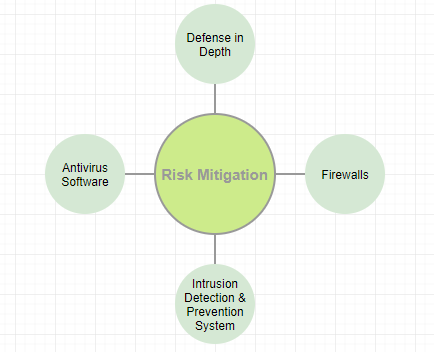 Defense in
Depth
Antivirus
Software
Risk Mitigation
Firewalls
Intrusion
Detection &
Prevention
System